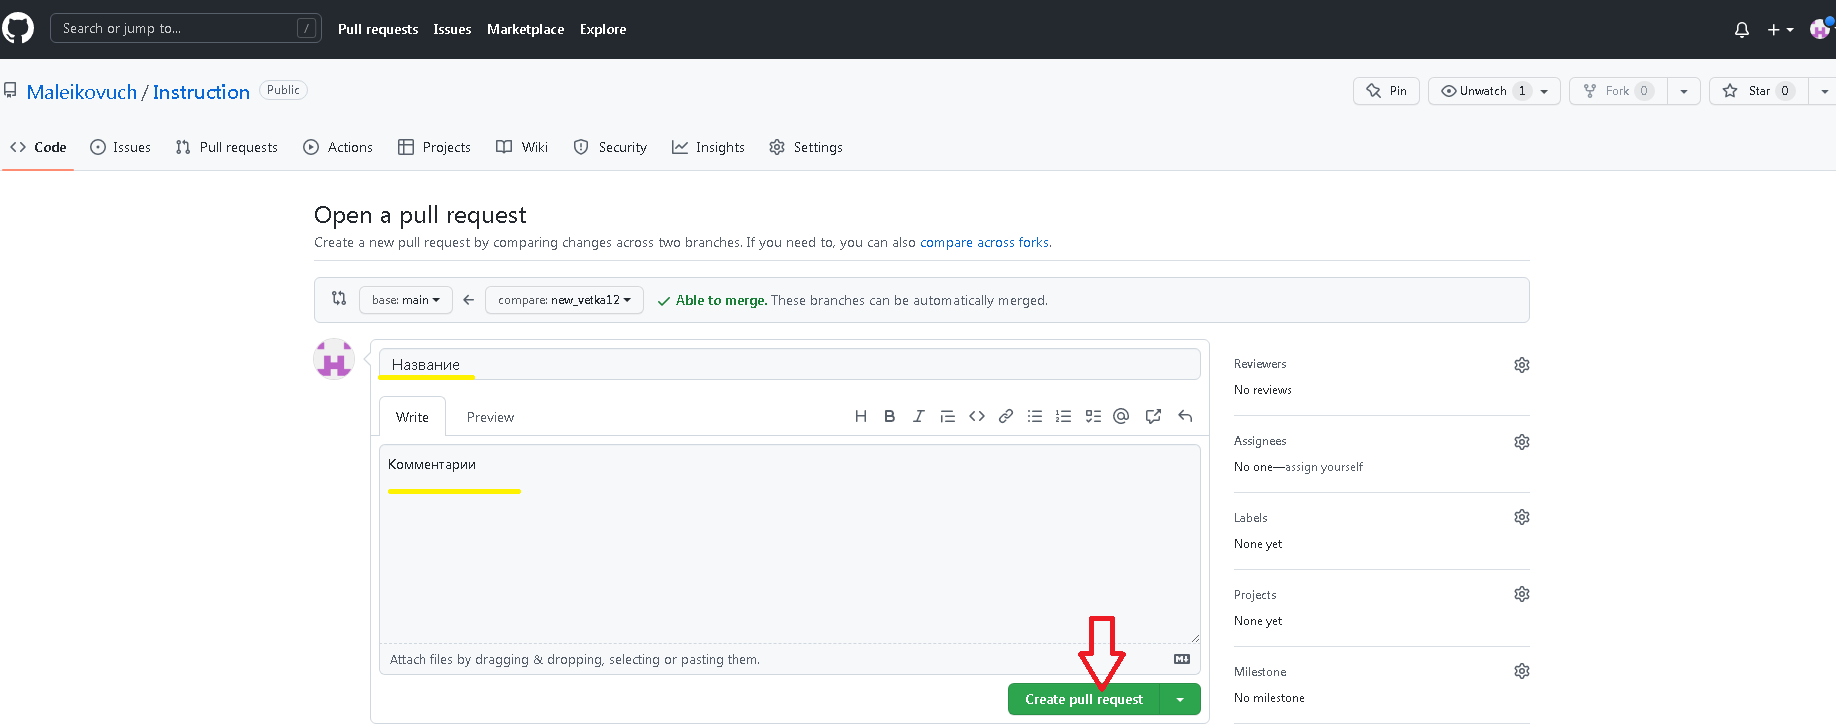 Search or jump to... /
Pull requests Issues Marketplace Explore
Maleikovuch / Instruction Public
Pin Unwatch 1 Fork 0 Star 0
Code Issues Pull requests Actions Projects Wiki Security Insights Settings
Open a pull request
Create a new pull request by comparing changes across two branches. If you need to, you can also compare across forks.
base: main compare: new_vetka12 Able to merge. These branches can be automatically merged.
Название
Write Preview
Комментарии
Attach files by dragging & dropping, selecting or pasting them.
Create pull request
Reviewers
No reviews
Assignees
No one—assign yourself
Labels
None yet
Projects
None yet
Milestone
No milestone